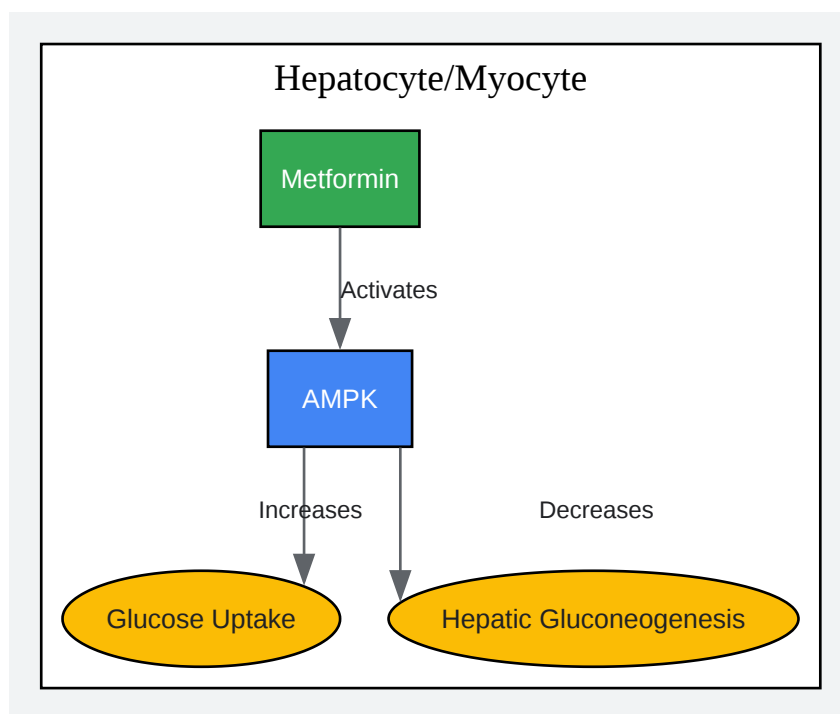 Hepatocyte/Myocyte
Metformin
Activates
AMPK
Increases
Decreases
Glucose Uptake
Hepatic Gluconeogenesis